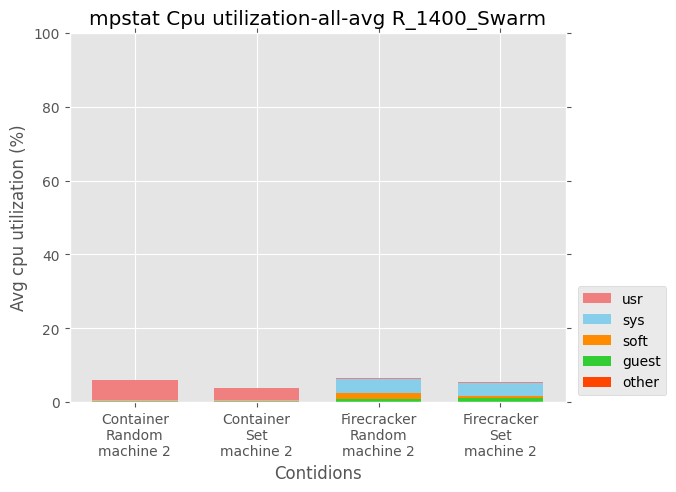 mpstat Cpu utilization-all-avg R_1400_Swarm
Avg cpu utilization (%)
100
80
60
40
20
0
Container
Random
machine 2
Container
Set
machine 2
Firecracker
Random
machine 2
Firecracker
Set
machine 2
Contidions
usr
sys
soft
guest
other